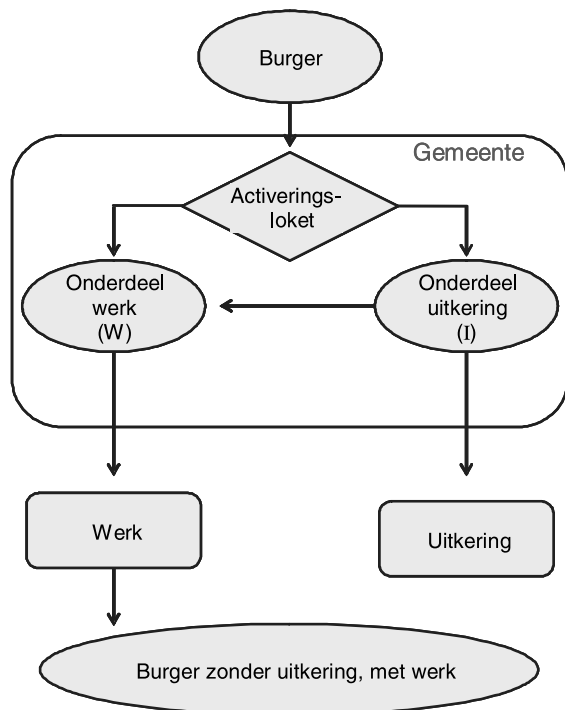 Burger
Gemeente
Activerings-
loket
Onderdeel
werk
(W)
Onderdeel
uitkering
(I)
Werk
Uitkering
Burger zonder uitkering, met werk